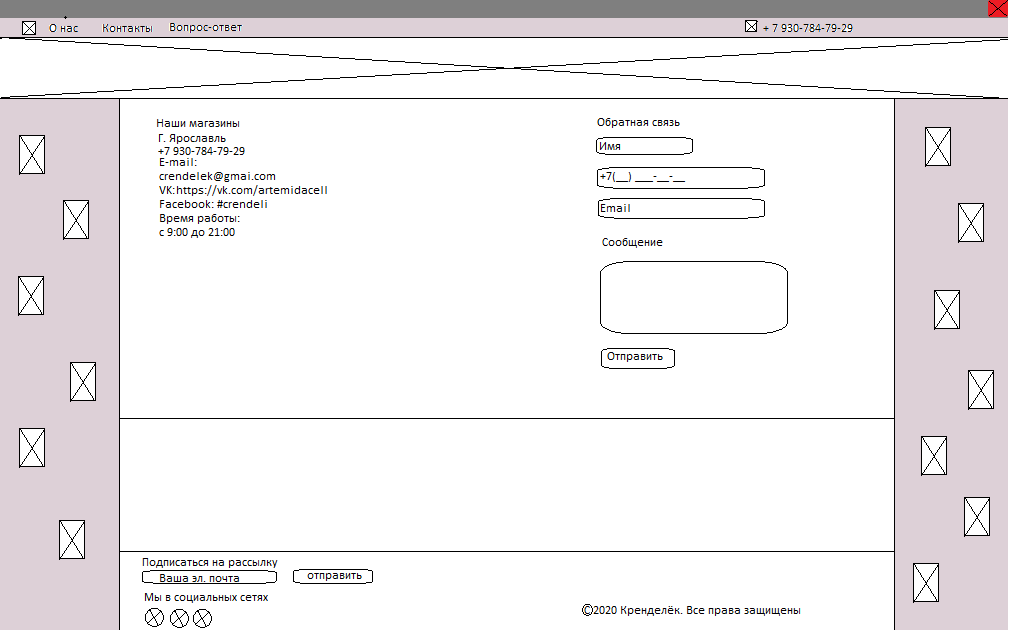 О нас Контакты Вопрос-ответ + 7 930-784-79-29
Наши магазины
Г. Ярославль
+7 930-784-79-29
E-mail:
crendelek@gmai.com
VK:https://vk.com/artemidacell
Facebook: #crendeli
Время работы:
с 9:00 до 21:00
Обратная связь
Имя
+7(__) ___-__-__
Email
Сообщение
Отправить
Подписаться на рассылку
Ваша эл. почта отправить
Мы в социальных сетях
©2020 Кренделёк. Все права защищены